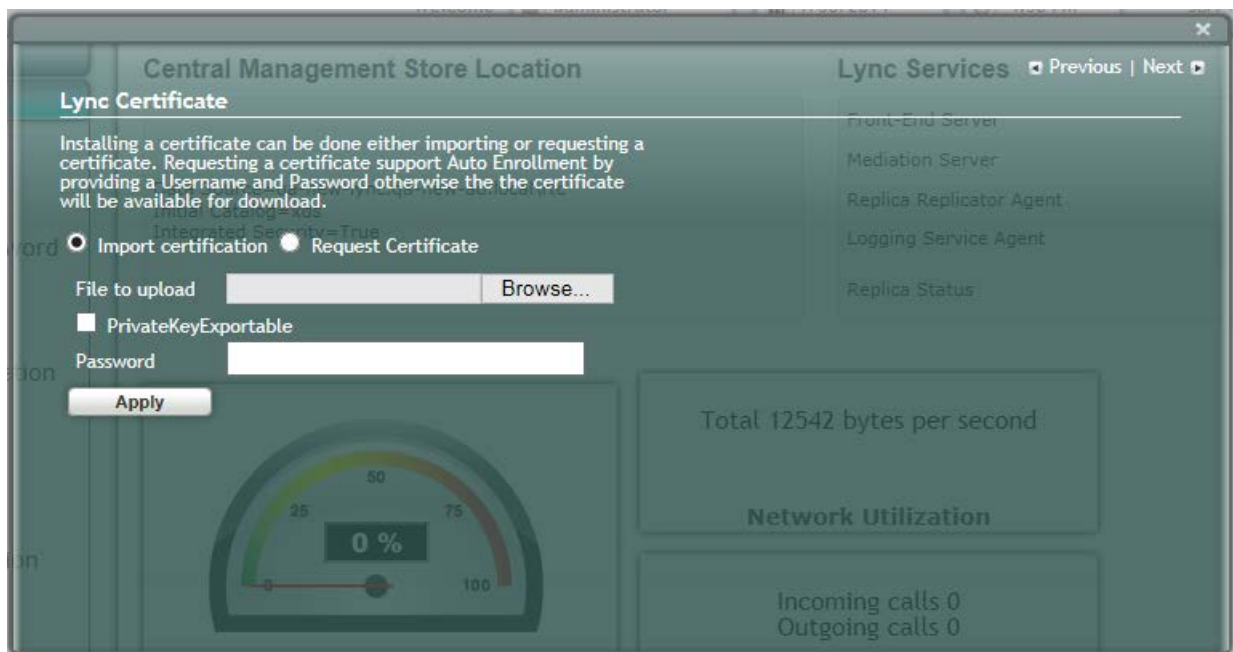 Central Management Store Location
Lync Services
Previous | Next
Lync Certificate
Front-End Server
Installing a certificate can be done either importing or requesting a
certificate. Requesting a certificate support Auto Enrollment by
providing a Username and Password otherwise the the certificate
will be available for download.
Mediation Server
Replica Replicator Agent
Initial Catalog=xds
Integrated Security=True
Logging Service Agent
Import certification Request Certificate
File to upload Browse...
Replica Status
PrivateKeyExportable
Password
Apply
Total 12542 bytes per second
Network Utilization
0 25 50 75 100
0 %
Incoming calls 0
Outgoing calls 0